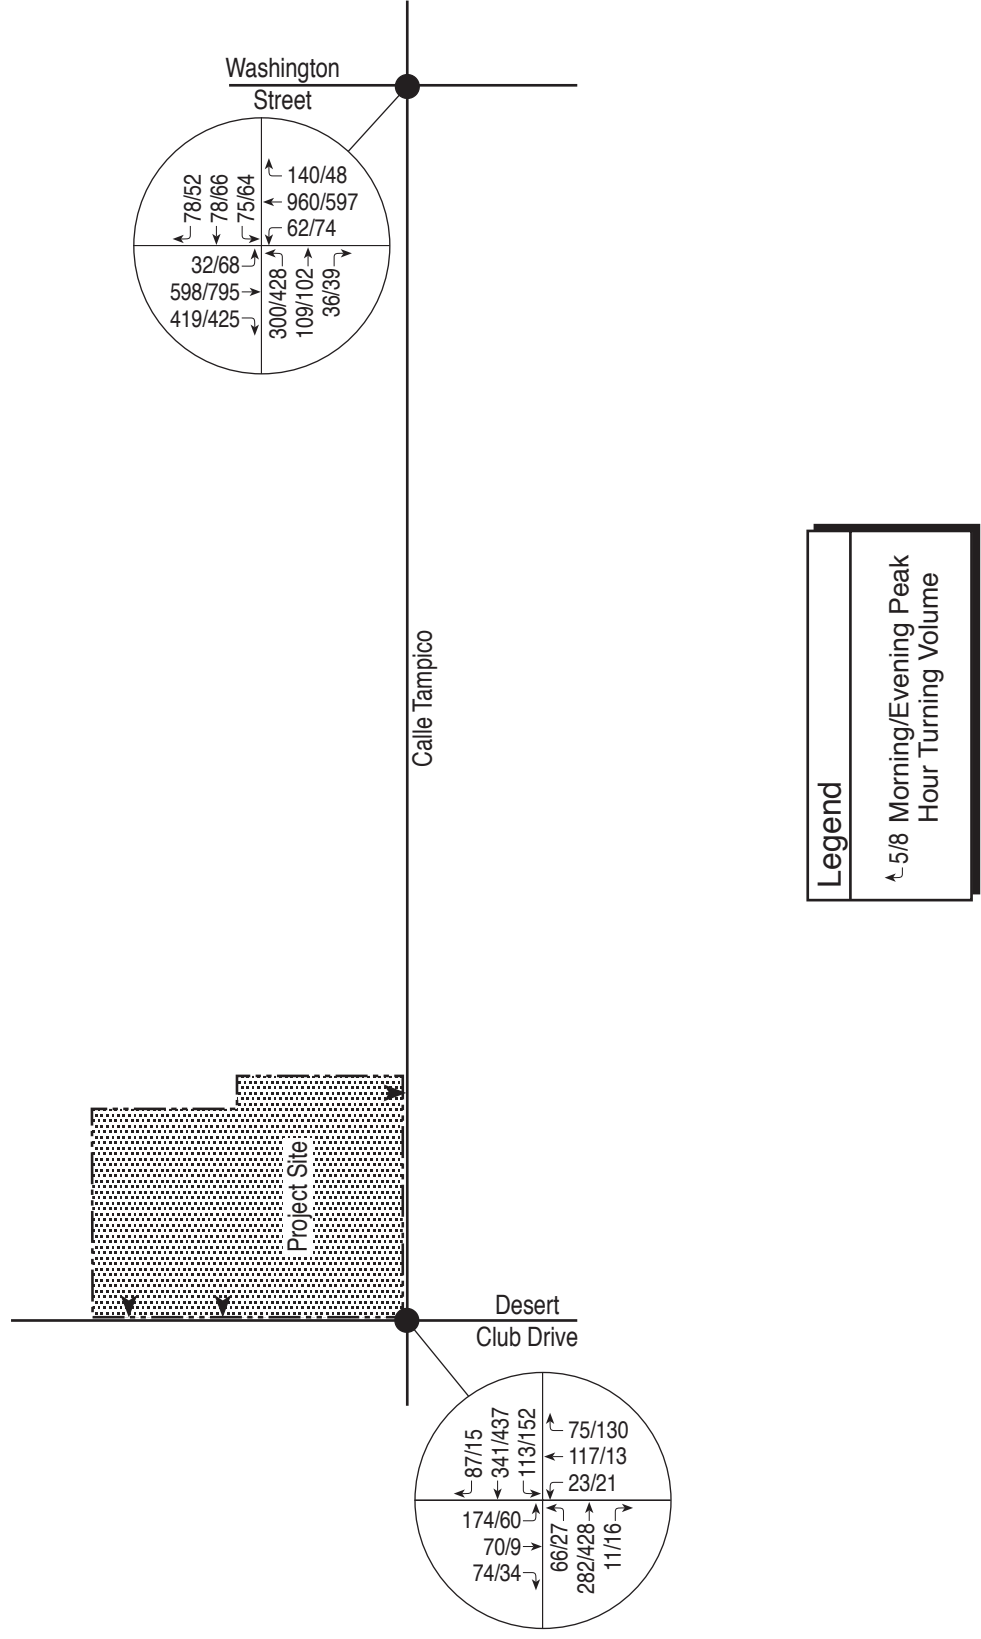 Washington
Street
78/52
78/66
75/64
140/48
960/597
62/74
32/68
598/795
419/425
300/428
109/102
36/39
Calle Tampico
Legend
5/8 Morning/Evening Peak
Hour Turning Volume
Project Site
Desert
Club Drive
87/15
341/437
113/152
75/130
117/13
23/21
174/60
70/9
74/34
66/27
282/428
11/16